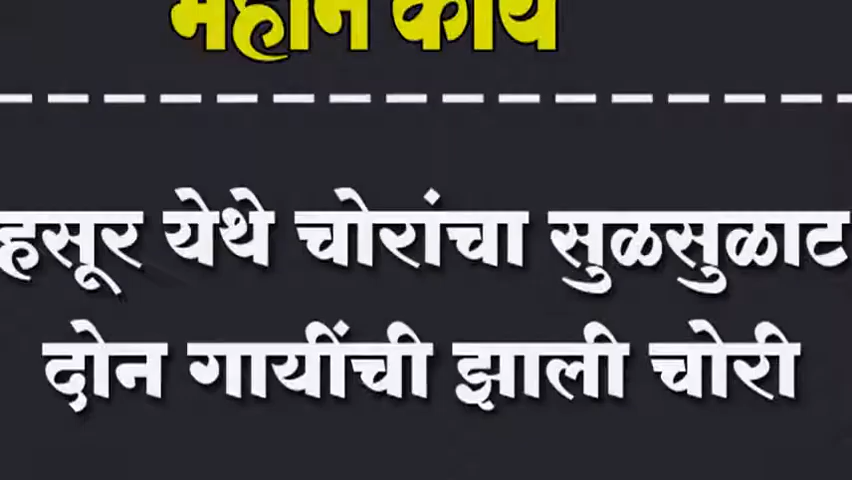 महान कार्य
हसूर येथे चोरांचा सुळसुळाट
दोन गायींची झाली चोरी